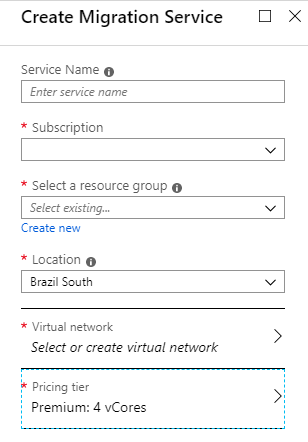 Create Migration Service
Service Name
Enter service name
* Subscription
* Select a resource group
Select existing...
Create new
* Location
Brazil South
* Virtual network
Select or create virtual network
* Pricing tier
Premium: 4 vCores